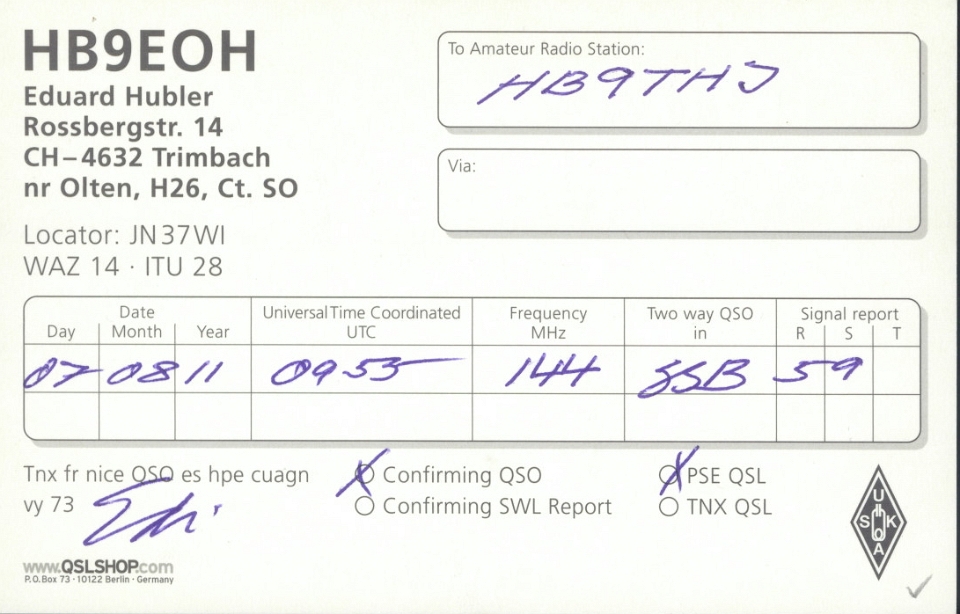 HB9EOH
Eduard Hubler
Rossbergstr. 14
CH-4632 Trimbach
nr Olten, H26, Ct. SO
Locator: JN37WI
WAZ 14 · ITU 28
To Amateur Radio Station:
HB9THJ
Via:
Date
Day Month Year
Universal Time Coordinated
UTC
Frequency
MHz
Two way QSO
in
Signal report
R S T
07 08 11 0955 144 SSB 59
Tnx fr nice QSO es hpe cuagn
vy 73 Edi
X Confirming QSO
Confirming SWL Report
X PSE QSL
TNX QSL
USKA
www.QSLSHOP.com
P.O. Box 73 · 10122 Berlin · Germany